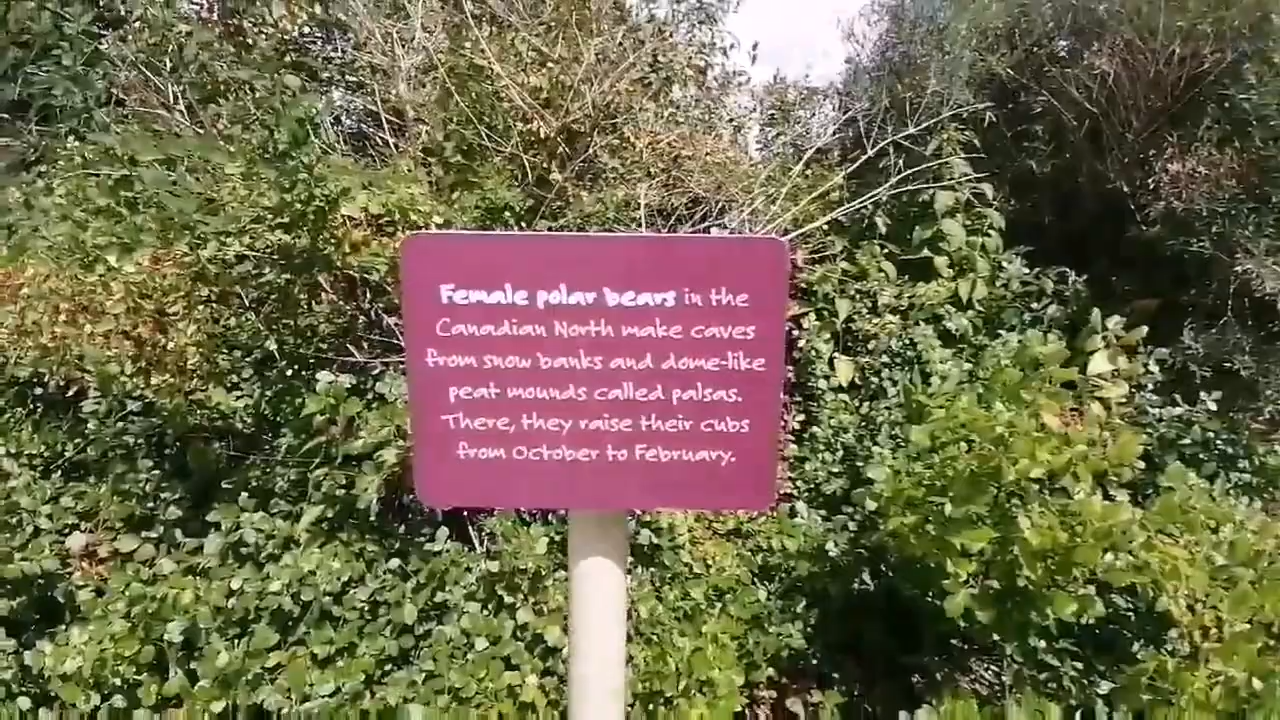 Female polar bears in the
Canadian North make caves
from snow banks and dome-like
peat mounds called palsas.
There, they raise their cubs
from October to February.